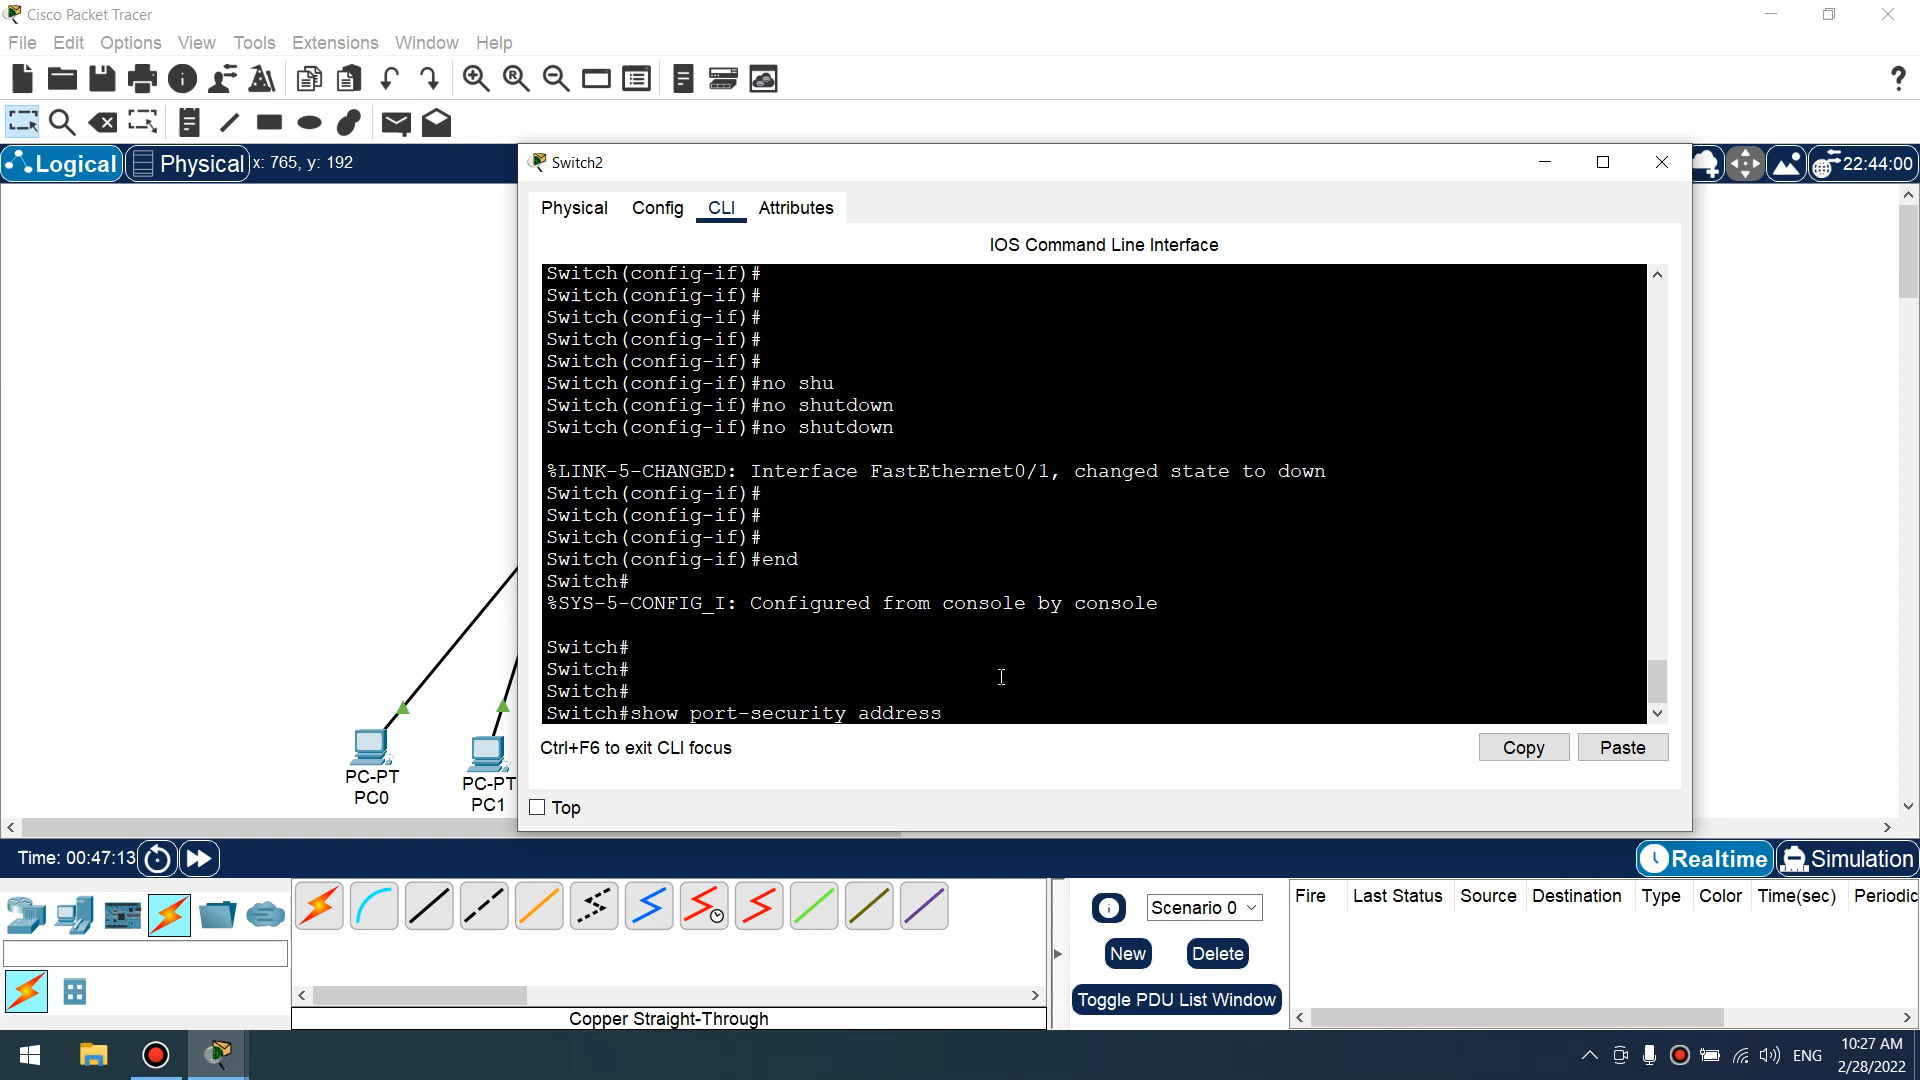 Cisco Packet Tracer
File Edit Options View Tools Extensions Window Help
Logical Physical x: 765, y: 192
22:44:00
Switch2
Physical Config CLI Attributes
IOS Command Line Interface
Switch(config-if)#
Switch(config-if)#
Switch(config-if)#
Switch(config-if)#
Switch(config-if)#
Switch(config-if)#no shu
Switch(config-if)#no shutdown
Switch(config-if)#no shutdown
%LINK-5-CHANGED: Interface FastEthernet0/1, changed state to down
Switch(config-if)#
Switch(config-if)#
Switch(config-if)#
Switch(config-if)#end
Switch#
%SYS-5-CONFIG_I: Configured from console by console
Switch#
Switch#
Switch#
Switch#show port-security address
Ctrl+F6 to exit CLI focus
Copy Paste
Top
PC-PT
PC0
PC-PT
PC1
Time: 00:47:13
Realtime Simulation
Scenario 0
New Delete
Toggle PDU List Window
Fire Last Status Source Destination Type Color Time(sec) Periodic
Copper Straight-Through
ENG
10:27 AM
2/28/2022